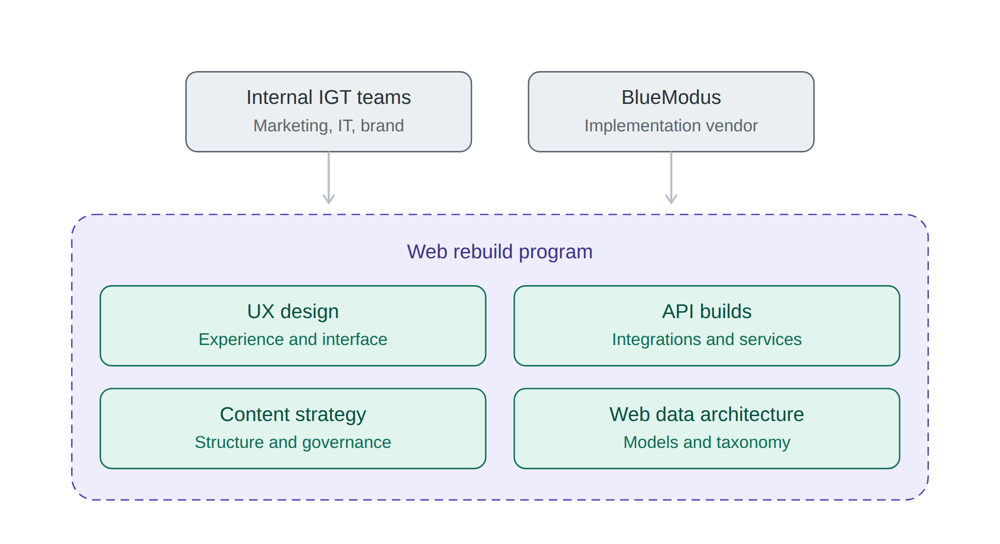 Internal IGT teams
Marketing, IT, brand
BlueModus
Implementation vendor
Web rebuild program
UX design
Experience and interface
API builds
Integrations and services
Content strategy
Structure and governance
Web data architecture
Models and taxonomy